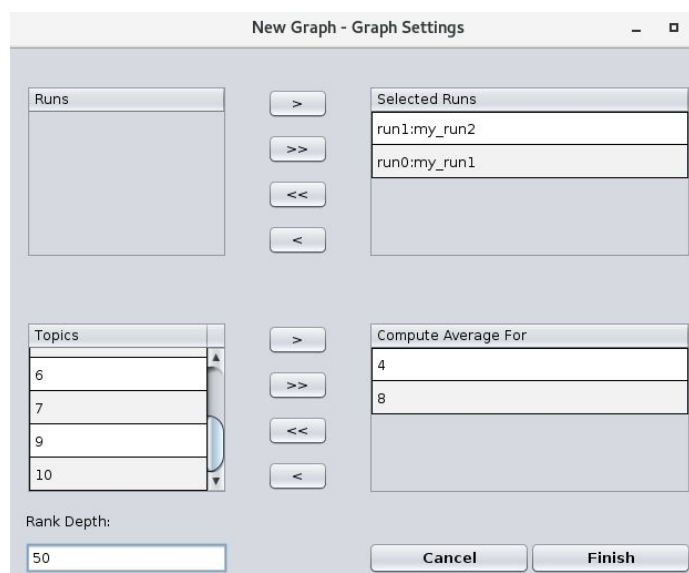 New Graph - Graph Settings
Runs
>
>>
<<
<
Selected Runs
run1:my_run2
run0:my_run1
Topics
6
7
9
10
>
>>
<<
<
Compute Average For
4
8
Rank Depth:
50
Cancel
Finish